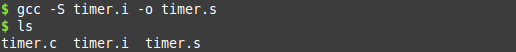 $ gcc -S timer.i -o timer.s
$ ls
timer.c  timer.i  timer.s